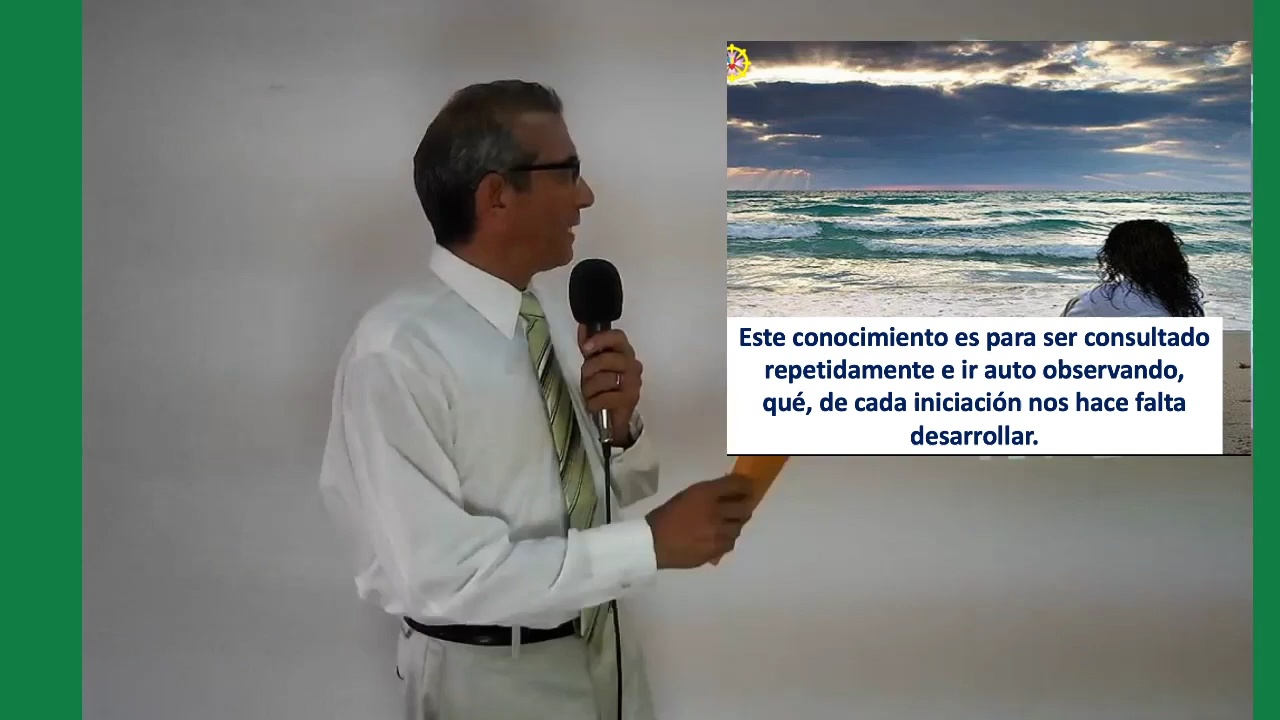 Este conocimiento es para ser consultado
repetidamente e ir auto observando,
qué, de cada iniciación nos hace falta
desarrollar.